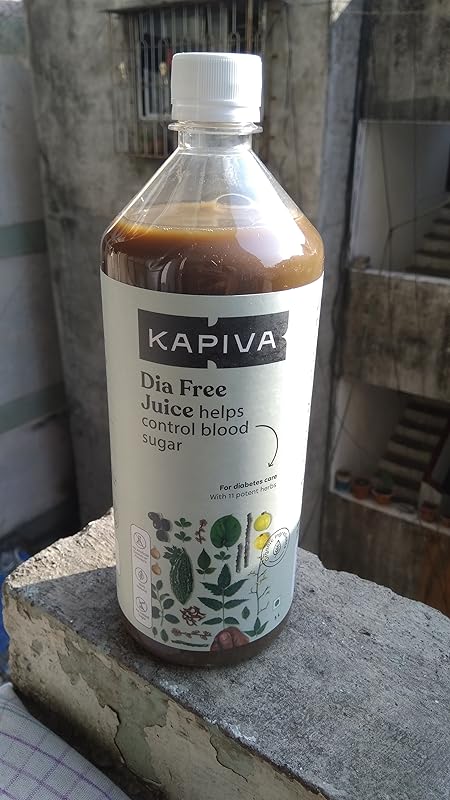 KAPIVA
Dia Free
Juice helps
control blood
sugar
For diabetes care
With 11 potent herbs